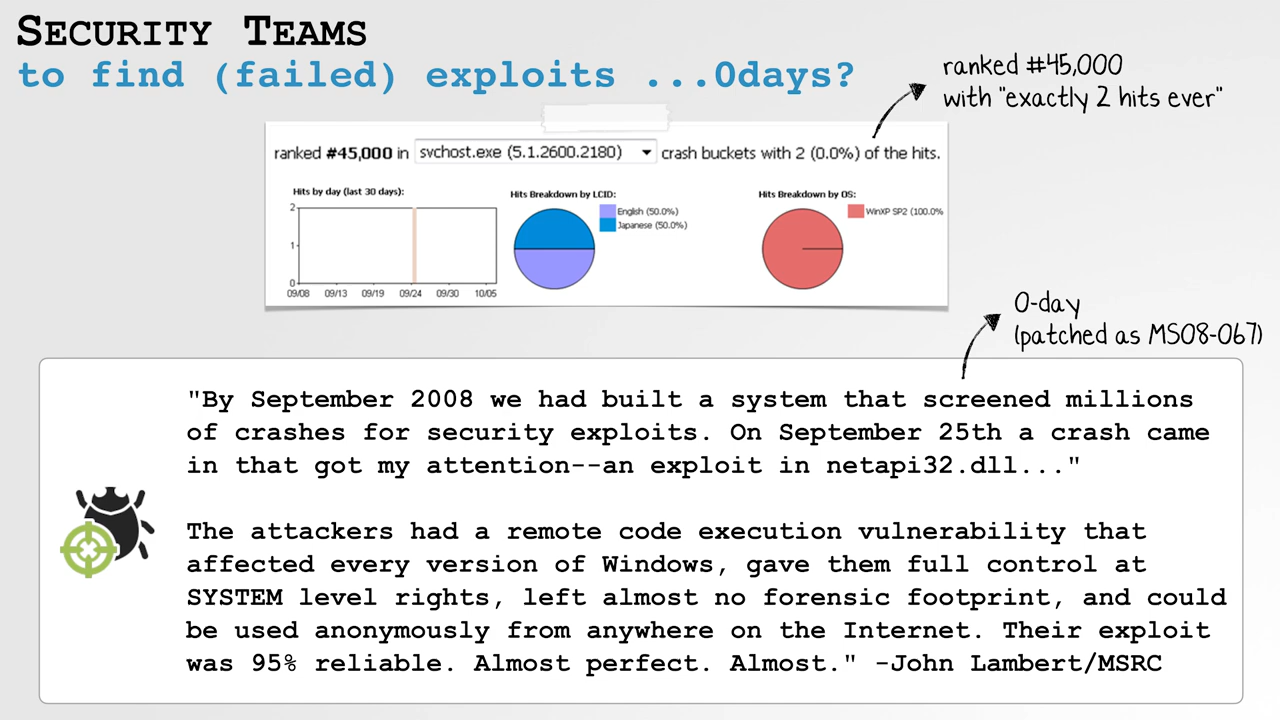 SECURITY TEAMS
to find (failed) exploits ...0days?
ranked #45,000
with "exactly 2 hits ever"
ranked #45,000 in svchost.exe (5.1.2600.2180) crash buckets with 2 (0.0%) of the hits.
Hits by day (last 30 days):
2
1
0
09/08 09/13 09/19 09/24 09/30 10/05
Hits Breakdown by LCID:
English (50.0%)
Japanese (50.0%)
Hits Breakdown by OS:
WinXP SP2 (100.0%
0-day
(patched as MS08-067)
"By September 2008 we had built a system that screened millions
of crashes for security exploits. On September 25th a crash came
in that got my attention--an exploit in netapi32.dll..."
The attackers had a remote code execution vulnerability that
affected every version of Windows, gave them full control at
SYSTEM level rights, left almost no forensic footprint, and could
be used anonymously from anywhere on the Internet. Their exploit
was 95% reliable. Almost perfect. Almost." -John Lambert/MSRC